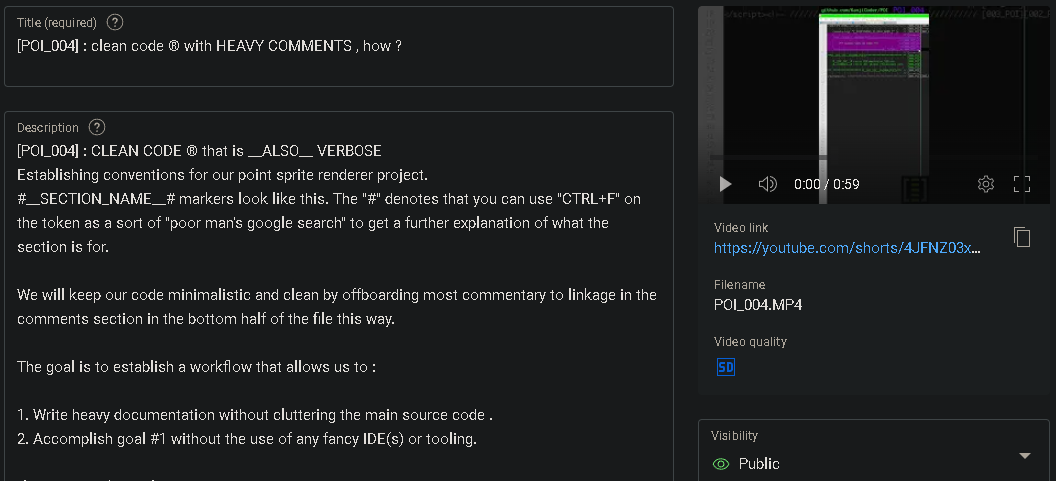 Title (required)
[POI_004] : clean code ® with HEAVY COMMENTS , how ?
Description
[POI_004] : CLEAN CODE ® that is __ALSO__ VERBOSE
Establishing conventions for our point sprite renderer project.
#__SECTION_NAME__# markers look like this. The "#" denotes that you can use "CTRL+F" on
the token as a sort of "poor man's google search" to get a further explanation of what the
section is for.
We will keep our code minimalistic and clean by offboarding most commentary to linkage in the
comments section in the bottom half of the file this way.
The goal is to establish a workflow that allows us to :
1. Write heavy documentation without cluttering the main source code .
2. Accomplish goal #1 without the use of any fancy IDE(s) or tooling.
POI_004
0:00 / 0:59
Video link
https://youtube.com/shorts/4JFNZ03x...
Filename
POI_004.MP4
Video quality
SD
Visibility
Public